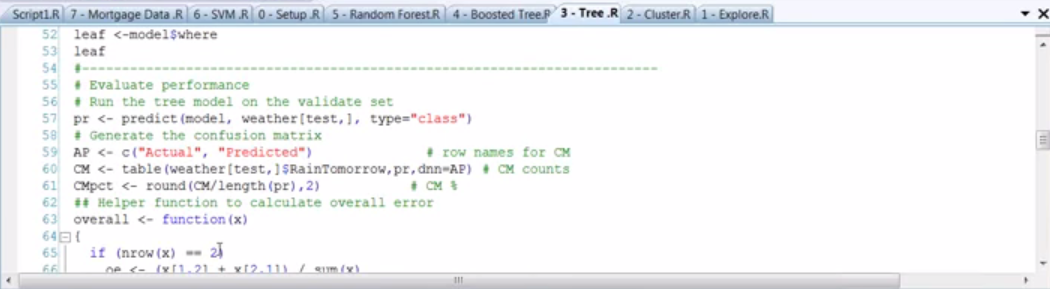 Script1.R 7 - Mortgage Data .R 6 - SVM .R 0 - Setup .R 5 - Random Forest.R 4 - Boosted Tree.R 3 - Tree .R 2 - Cluster.R 1 - Explore.R
52 leaf <-model$where
53 leaf
54 #------------------------------------------------------------------------
55 # Evaluate performance
56 # Run the tree model on the validate set
57 pr <- predict(model, weather[test,], type="class")
58 # Generate the confusion matrix
59 AP <- c("Actual", "Predicted") # row names for CM
60 CM <- table(weather[test,]$RainTomorrow,pr,dnn=AP) # CM counts
61 CMpct <- round(CM/length(pr),2) # CM %
62 ## Helper function to calculate overall error
63 overall <- function(x)
64 {
65 if (nrow(x) == 2)
66 oe <- (x[1,2] + x[2,1]) / sum(x)